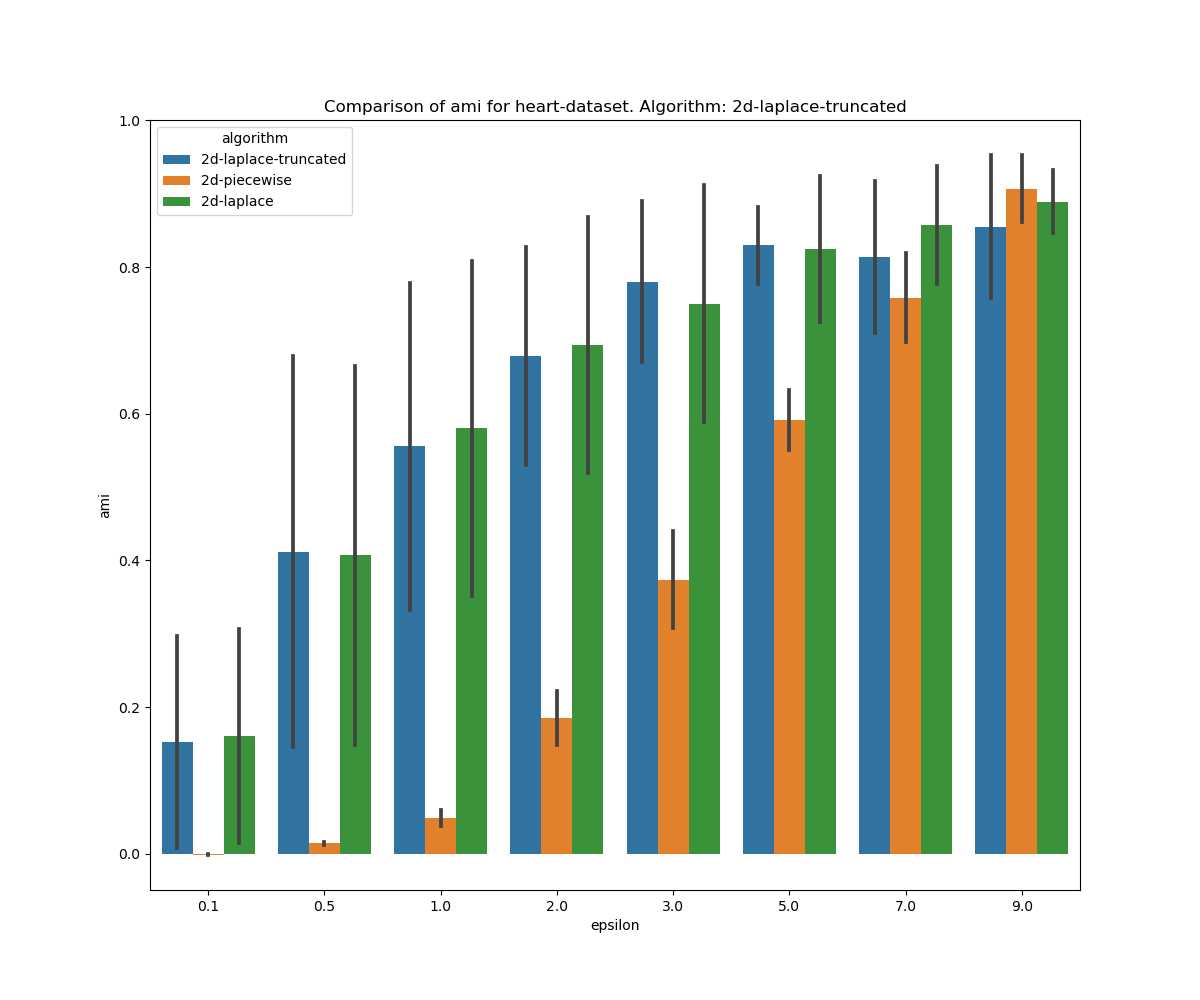 Comparison of ami for heart-dataset. Algorithm: 2d-laplace-truncated
algorithm
2d-laplace-truncated
2d-piecewise
2d-laplace
1.0
0.8
0.6
0.4
0.2
0.0
ami
0.1 0.5 1.0 2.0 3.0 5.0 7.0 9.0
epsilon